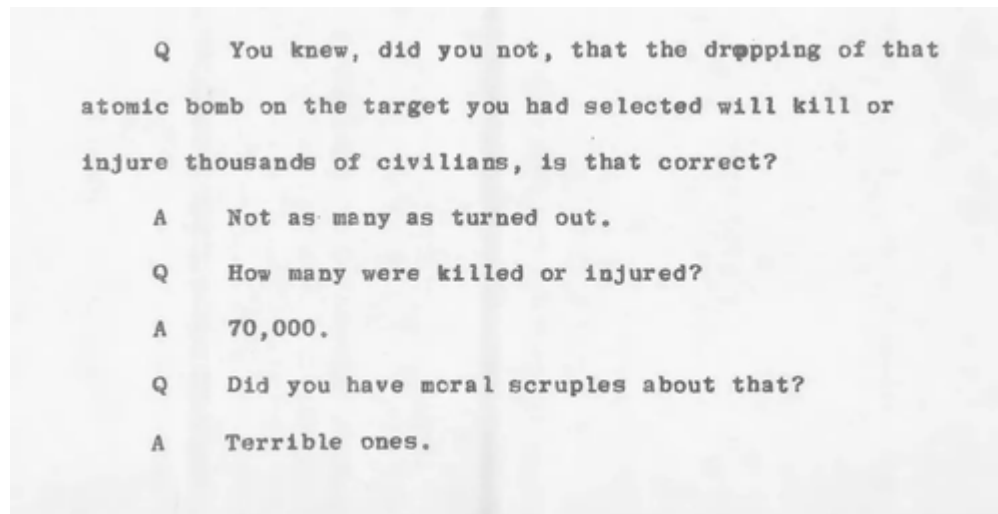 Q You knew, did you not, that the dropping of that
atomic bomb on the target you had selected will kill or
injure thousands of civilians, is that correct?
A Not as many as turned out.
Q How many were killed or injured?
A 70,000.
Q Did you have moral scruples about that?
A Terrible ones.